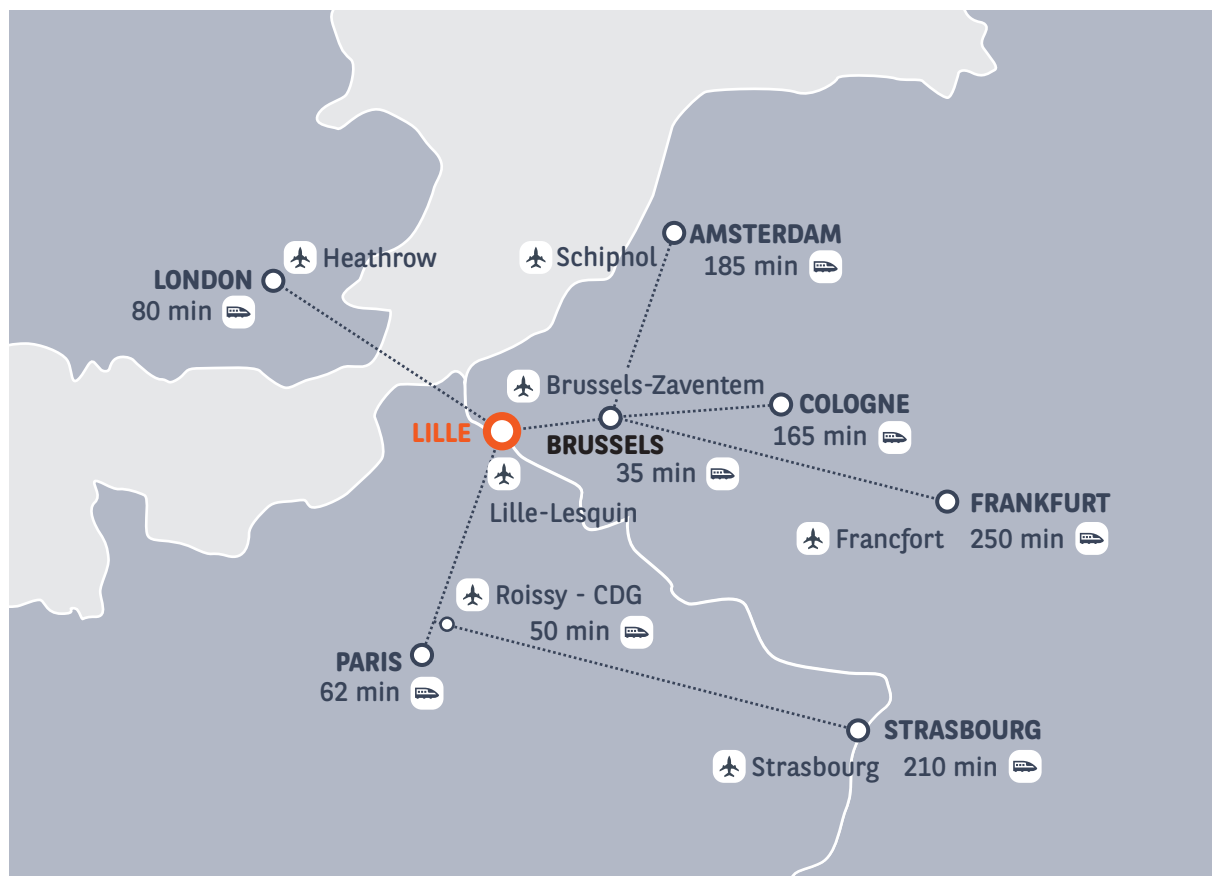 AMSTERDAM
Schiphol
185 min
Heathrow
LONDON
80 min
Brussels-Zaventem
COLOGNE
165 min
LILLE
BRUSSELS
35 min
Lille-Lesquin
FRANKFURT
Francfort 250 min
Roissy - CDG
50 min
PARIS
62 min
STRASBOURG
Strasbourg 210 min